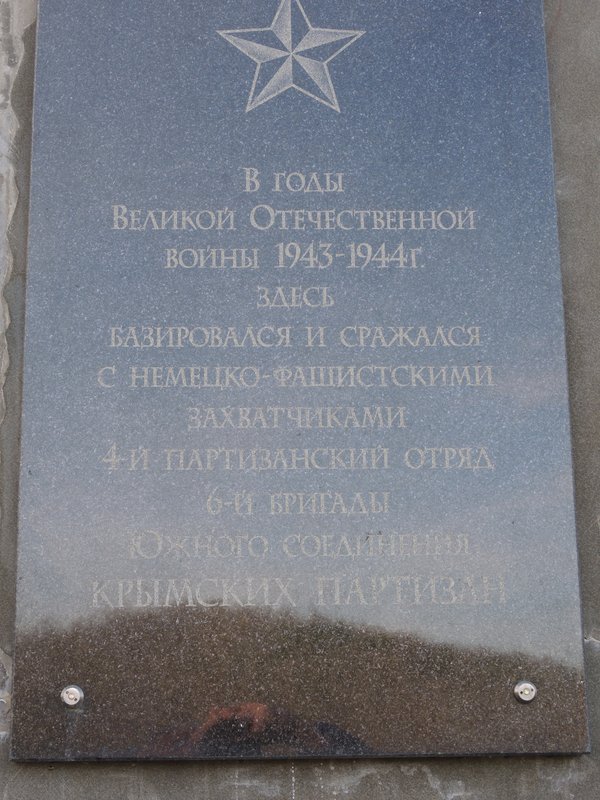 В годы
Великой Отечественной
войны 1943-1944г.
здесь
базировался и сражался
с немецко-фашистскими
захватчиками
4-й партизанский отряд
6-й бригады
Южного соединения
крымских партизан